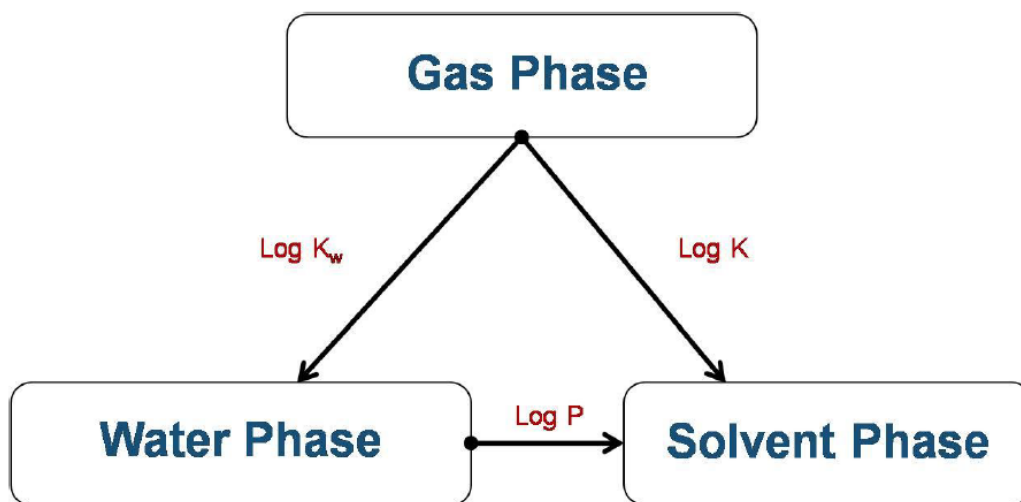 Gas Phase
Log Kw
Log K
Log P
Water Phase
Solvent Phase